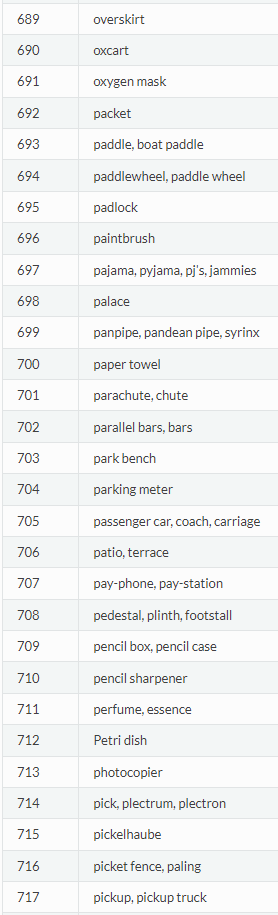 689 overskirt
690 oxcart
691 oxygen mask
692 packet
693 paddle, boat paddle
694 paddlewheel, paddle wheel
695 padlock
696 paintbrush
697 pajama, pyjama, pj's, jammies
698 palace
699 panpipe, pandean pipe, syrinx
700 paper towel
701 parachute, chute
702 parallel bars, bars
703 park bench
704 parking meter
705 passenger car, coach, carriage
706 patio, terrace
707 pay-phone, pay-station
708 pedestal, plinth, footstall
709 pencil box, pencil case
710 pencil sharpener
711 perfume, essence
712 Petri dish
713 photocopier
714 pick, plectrum, plectron
715 pickelhaube
716 picket fence, paling
717 pickup, pickup truck